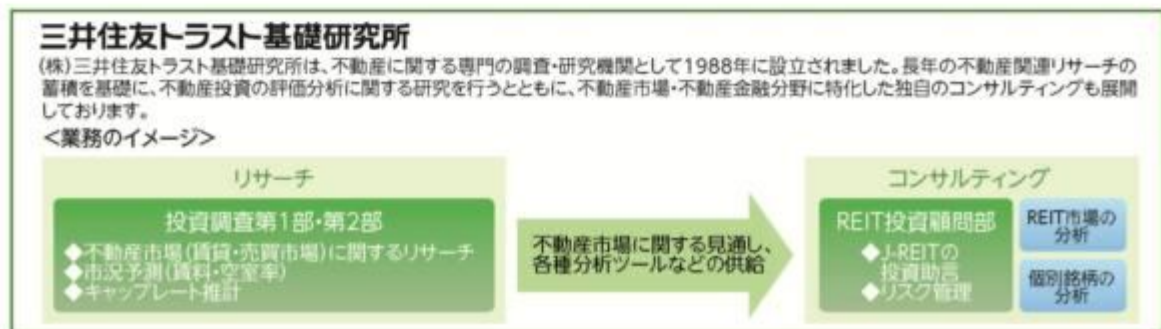 三井住友トラスト基礎研究所
(株)三井住友トラスト基礎研究所は、不動産に関する専門の調査・研究機関として1988年に設立されました。長年の不動産関連リサーチの
蓄積を基礎に、不動産投資の評価分析に関する研究を行うとともに、不動産市場・不動産金融分野に特化した独自のコンサルティングも展開
しております。
<業務のイメージ>
リサーチ
投資調査第1部・第2部
◆不動産市場(賃貸・売買市場)に関するリサーチ
◆市況予測(賃料・空室率)
◆キャップレート推計
不動産市場に関する見通し、
各種分析ツールなどの供給
コンサルティング
REIT投資顧問部
◆J-REITの
投資助言
◆リスク管理
REIT市場の
分析
個別銘柄の
分析